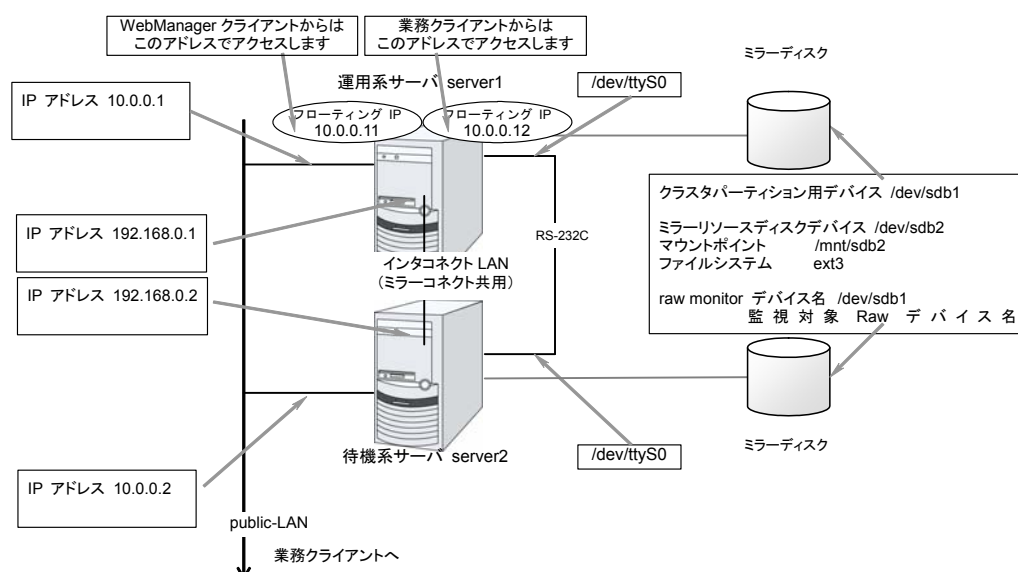 WebManager クライアントからは
このアドレスでアクセスします
業務クライアントからは
このアドレスでアクセスします
ミラーディスク
運用系サーバ server1
/dev/ttyS0
IP アドレス 10.0.0.1
フローティング IP
10.0.0.11
フローティング IP
10.0.0.12
クラスタパーティション用デバイス /dev/sdb1
ミラーリソースディスクデバイス /dev/sdb2
マウントポイント /mnt/sdb2
ファイルシステム ext3
raw monitor デバイス名 /dev/sdb1
監視対象 Raw デバイス名
IP アドレス 192.168.0.1
RS-232C
インタコネクト LAN
（ミラーコネクト共用）
IP アドレス 192.168.0.2
ミラーディスク
待機系サーバ server2
/dev/ttyS0
IP アドレス 10.0.0.2
public-LAN
業務クライアントへ